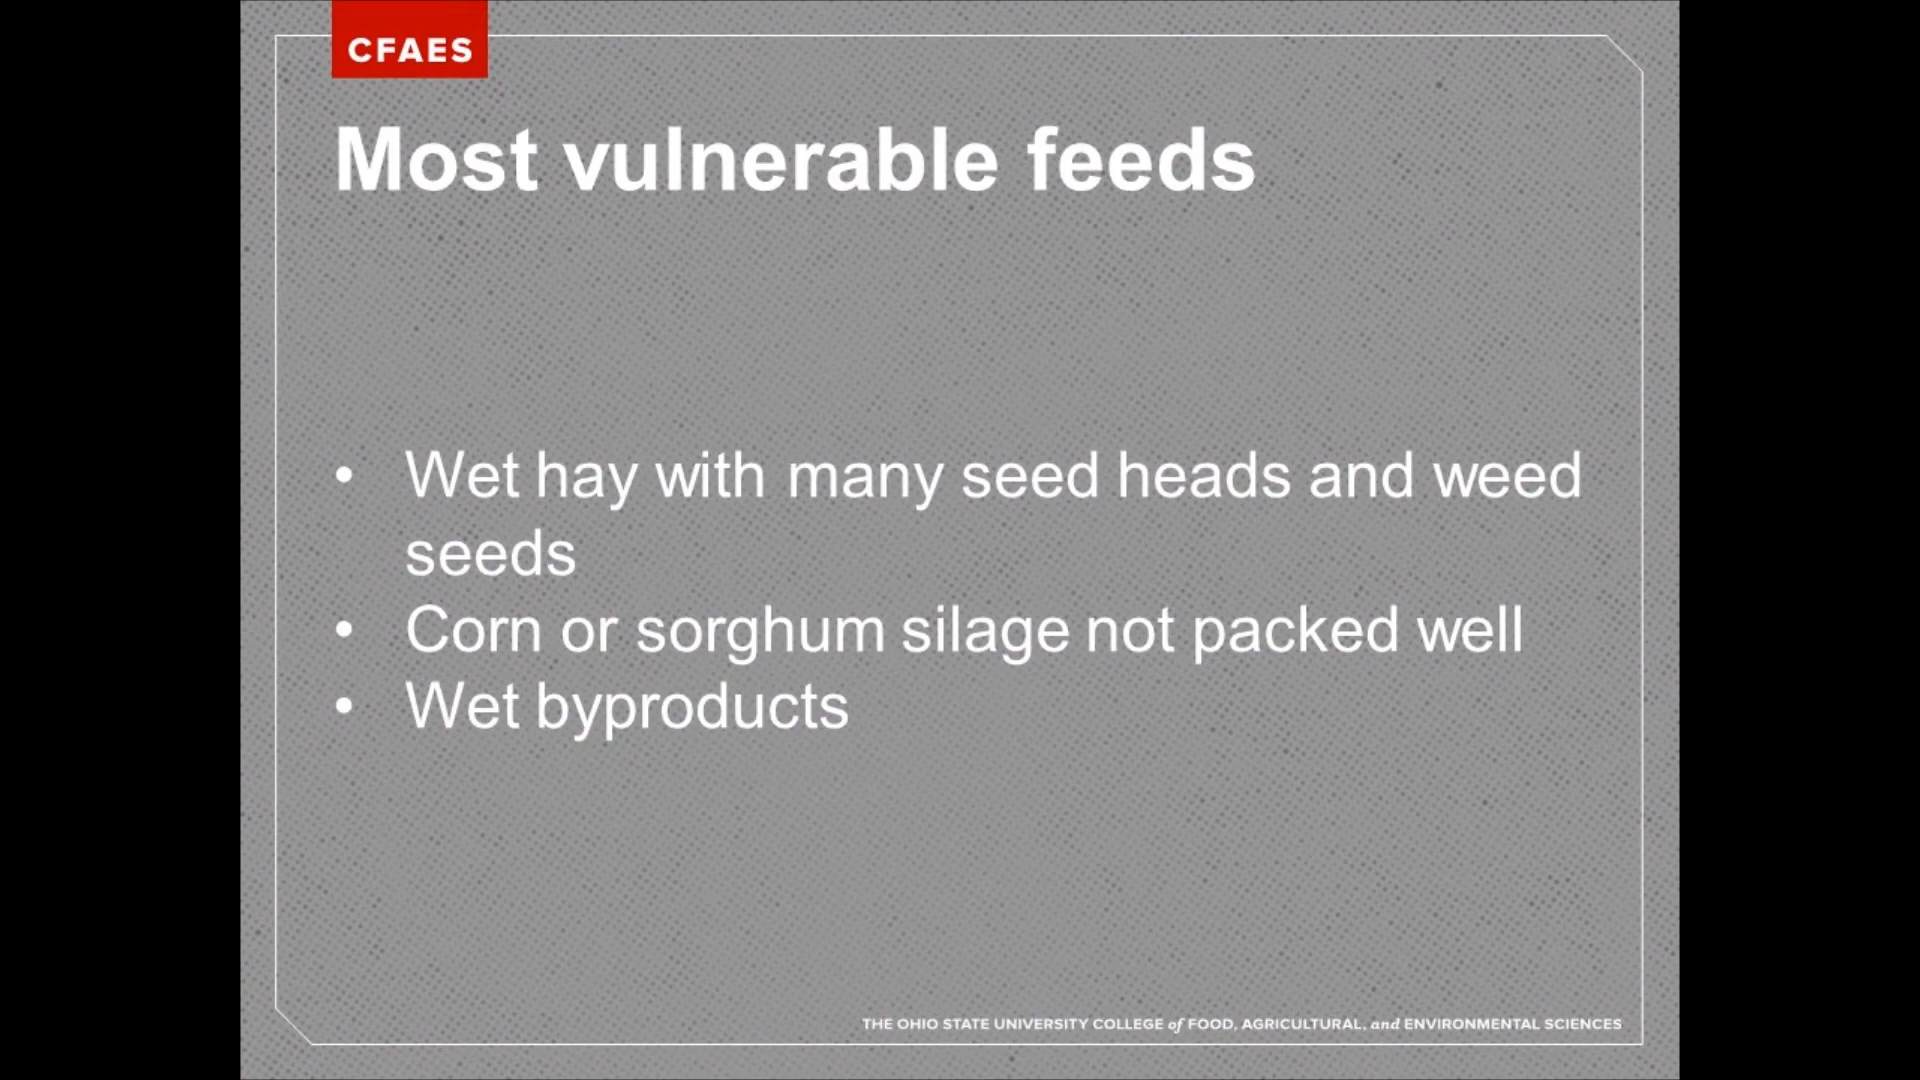 CFAES
Most vulnerable feeds
• Wet hay with many seed heads and weed
seeds
• Corn or sorghum silage not packed well
• Wet byproducts
THE OHIO STATE UNIVERSITY COLLEGE of FOOD, AGRICULTURAL, and ENVIRONMENTAL SCIENCES